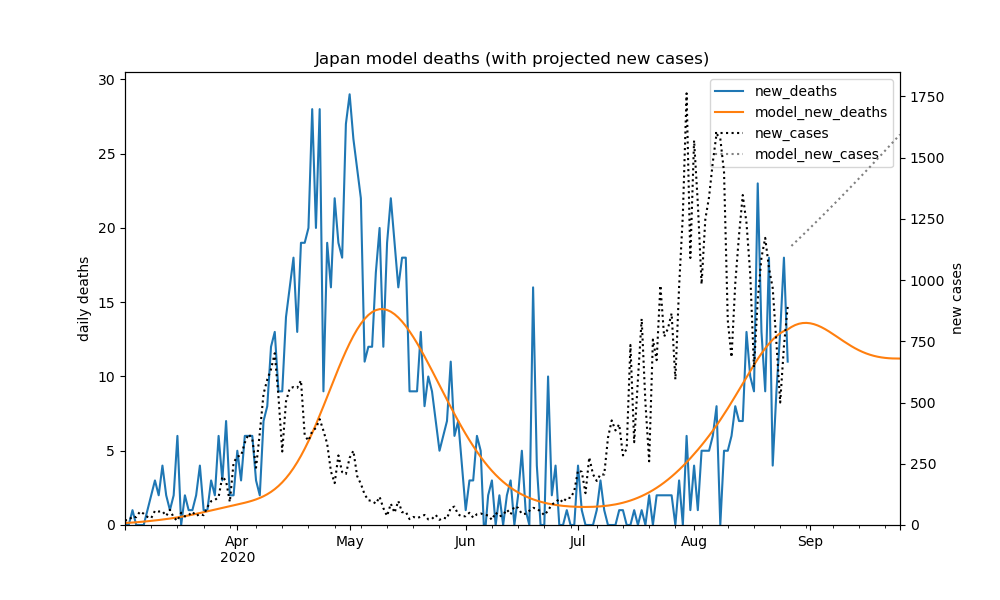 Japan model deaths (with projected new cases)
new_deaths
model_new_deaths
new_cases
model_new_cases
daily deaths
new cases
30
25
20
15
10
5
0
1750
1500
1250
1000
750
500
250
0
Apr
2020
May
Jun
Jul
Aug
Sep